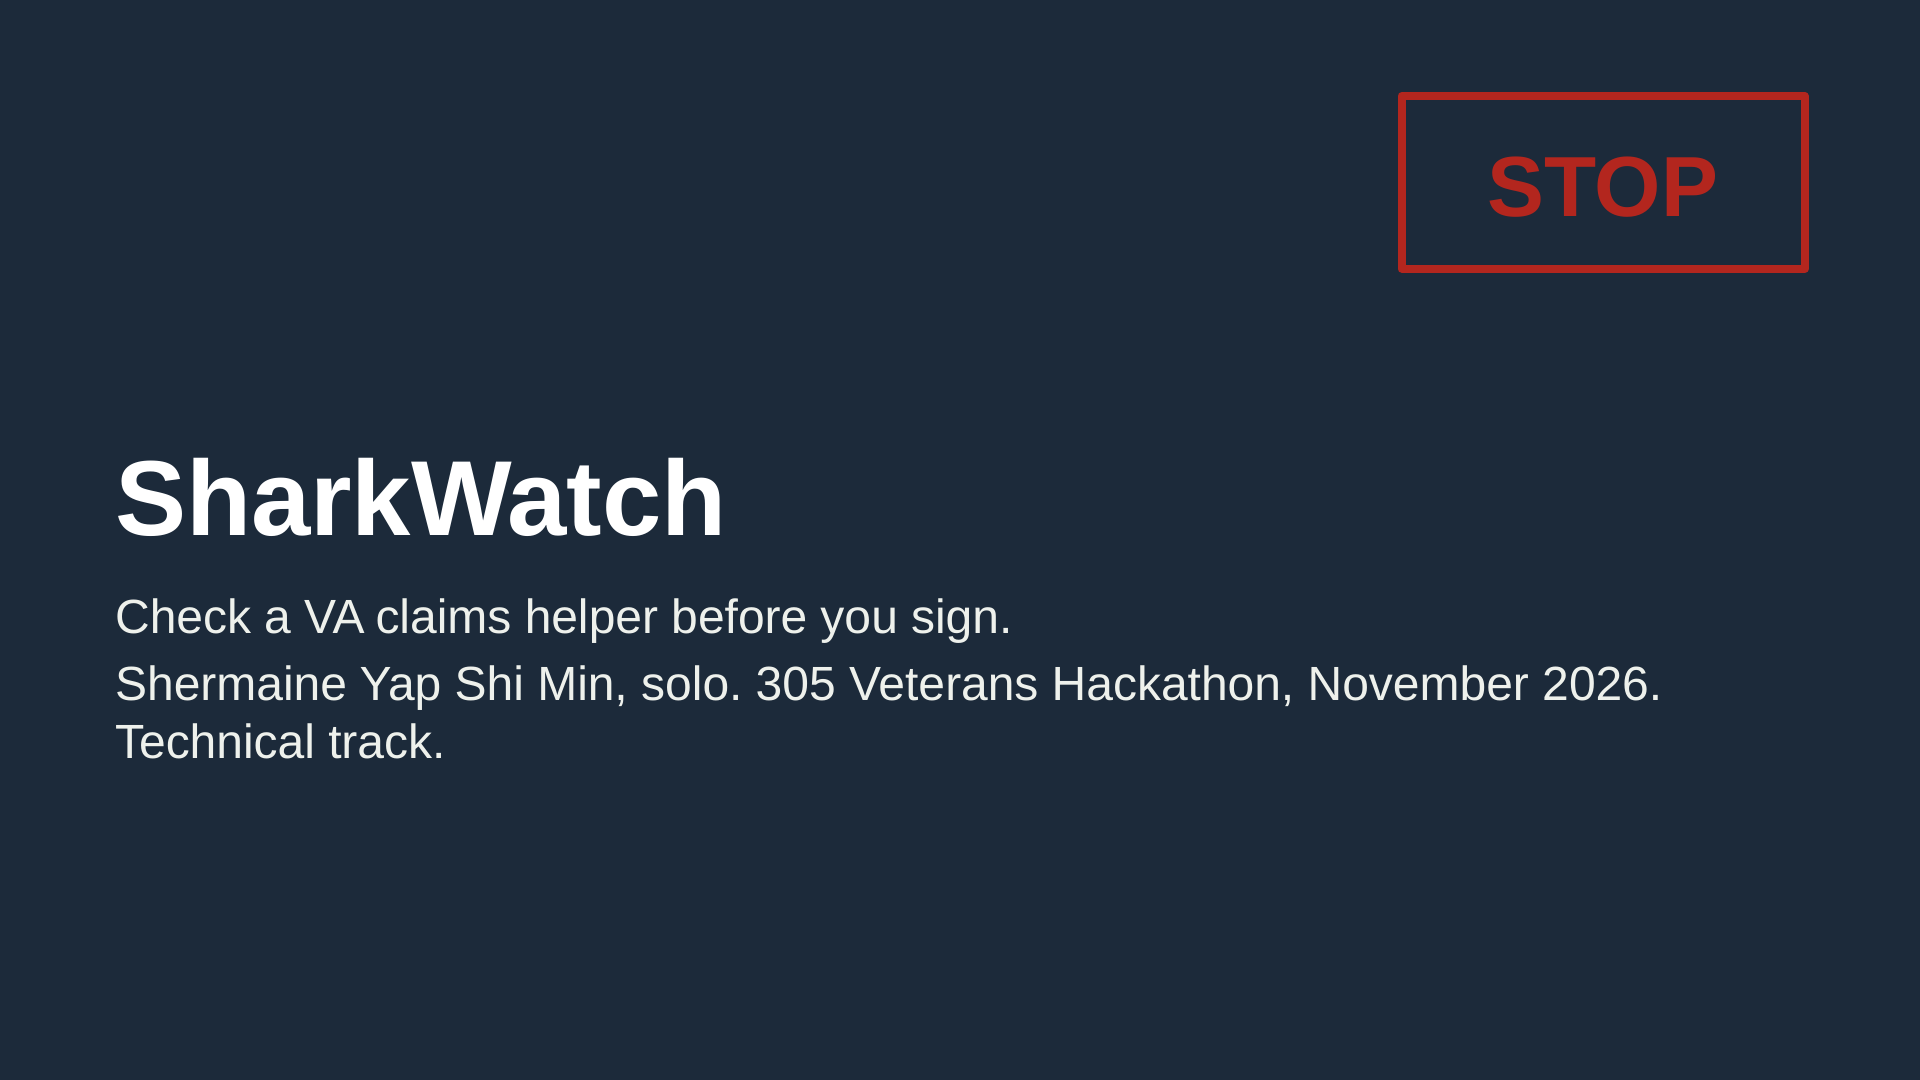 STOP
SharkWatch
Check a VA claims helper before you sign.
Shermaine Yap Shi Min, solo. 305 Veterans Hackathon, November 2026.
Technical track.